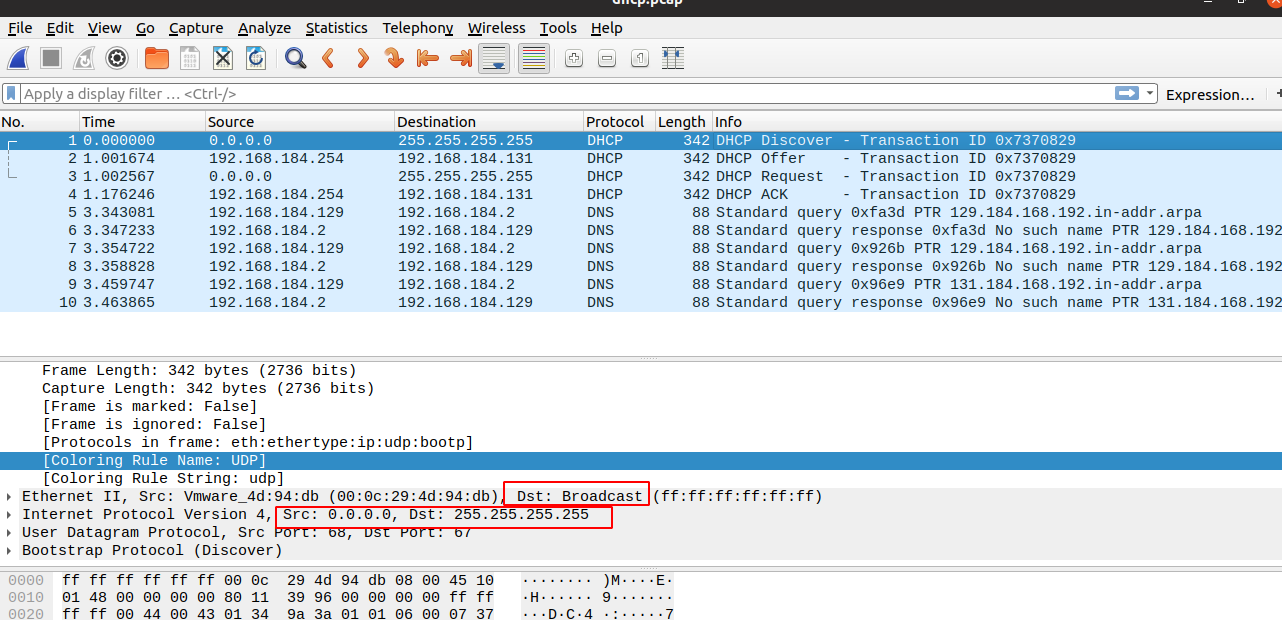 dhcp.pcap
File Edit View Go Capture Analyze Statistics Telephony Wireless Tools Help
Apply a display filter … <Ctrl-/> Expression… +
No. Time Source Destination Protocol Length Info
1 0.000000 0.0.0.0 255.255.255.255 DHCP 342 DHCP Discover - Transaction ID 0x7370829
2 1.001674 192.168.184.254 192.168.184.131 DHCP 342 DHCP Offer - Transaction ID 0x7370829
3 1.002567 0.0.0.0 255.255.255.255 DHCP 342 DHCP Request - Transaction ID 0x7370829
4 1.176246 192.168.184.254 192.168.184.131 DHCP 342 DHCP ACK - Transaction ID 0x7370829
5 3.343081 192.168.184.129 192.168.184.2 DNS 88 Standard query 0xfa3d PTR 129.184.168.192.in-addr.arpa
6 3.347233 192.168.184.2 192.168.184.129 DNS 88 Standard query response 0xfa3d No such name PTR 129.184.168.192
7 3.354722 192.168.184.129 192.168.184.2 DNS 88 Standard query 0x926b PTR 129.184.168.192.in-addr.arpa
8 3.358828 192.168.184.2 192.168.184.129 DNS 88 Standard query response 0x926b No such name PTR 129.184.168.192
9 3.459747 192.168.184.129 192.168.184.2 DNS 88 Standard query 0x96e9 PTR 131.184.168.192.in-addr.arpa
10 3.463865 192.168.184.2 192.168.184.129 DNS 88 Standard query response 0x96e9 No such name PTR 131.184.168.192
Frame Length: 342 bytes (2736 bits)
Capture Length: 342 bytes (2736 bits)
[Frame is marked: False]
[Frame is ignored: False]
[Protocols in frame: eth:ethertype:ip:udp:bootp]
[Coloring Rule Name: UDP]
[Coloring Rule String: udp]
Ethernet II, Src: Vmware_4d:94:db (00:0c:29:4d:94:db), Dst: Broadcast (ff:ff:ff:ff:ff:ff)
Internet Protocol Version 4, Src: 0.0.0.0, Dst: 255.255.255.255
User Datagram Protocol, Src Port: 68, Dst Port: 67
Bootstrap Protocol (Discover)
0000 ff ff ff ff ff ff 00 0c 29 4d 94 db 08 00 45 10 ········ )M····E·
0010 01 48 00 00 00 00 80 11 39 96 00 00 00 00 ff ff ·H······ 9·······
0020 ff ff 00 44 00 43 01 34 9a 3a 01 01 06 00 07 37 ···D·C·4 ·:·····7